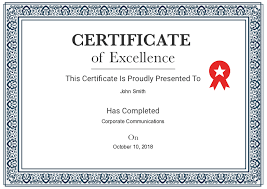 CERTIFICATE
of Excellence
This Certificate Is Proudly Presented To
John Smith
Has Completed
Corporate Communications
On
October 10, 2018